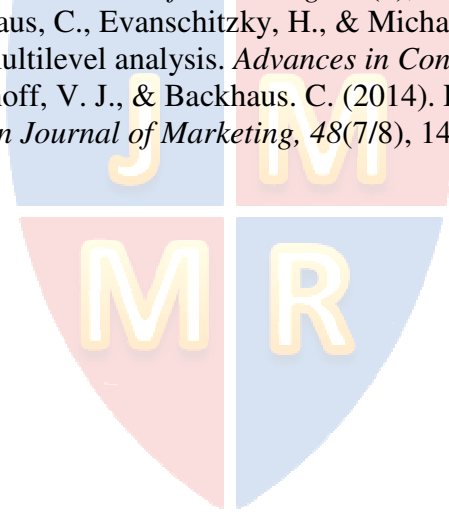 aus, C., Evanschitzky, H., & Micha
ultilevel analysis. Advances in Con
off, V. J., & Backhaus. C. (2014).
n Journal of Marketing, 48(7/8), 14
J M
M R